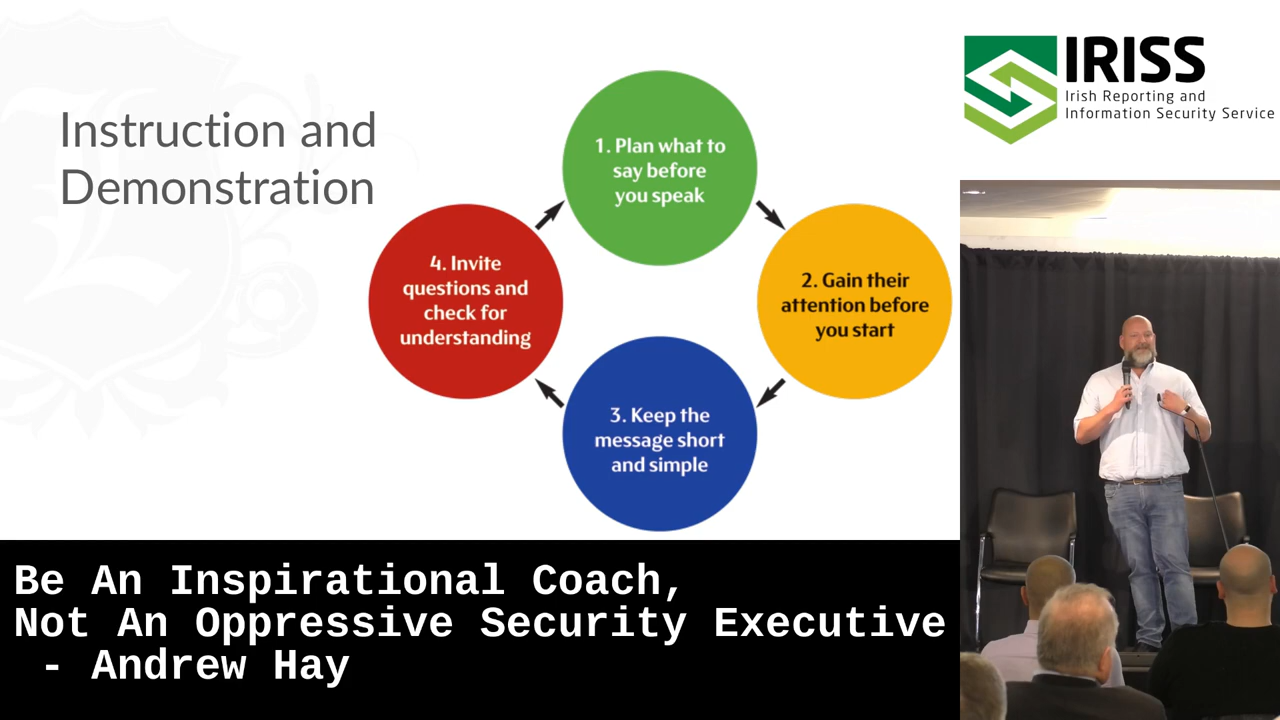 Instruction and
Demonstration
1. Plan what to
say before
you speak
2. Gain their
attention before
you start
3. Keep the
message short
and simple
4. Invite
questions and
check for
understanding
IRISS
Irish Reporting and
Information Security Service
Be An Inspirational Coach,
Not An Oppressive Security Executive
- Andrew Hay